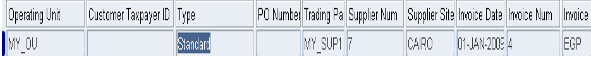 Operating Unit Customer Taxpayer ID Type PO Number Trading Pa Supplier Num Supplier Site Invoice Date Invoice Num Invoice
MY_OU Standard MY_SUP1 7 CAIRO 01-JAN-2009 4 EGP